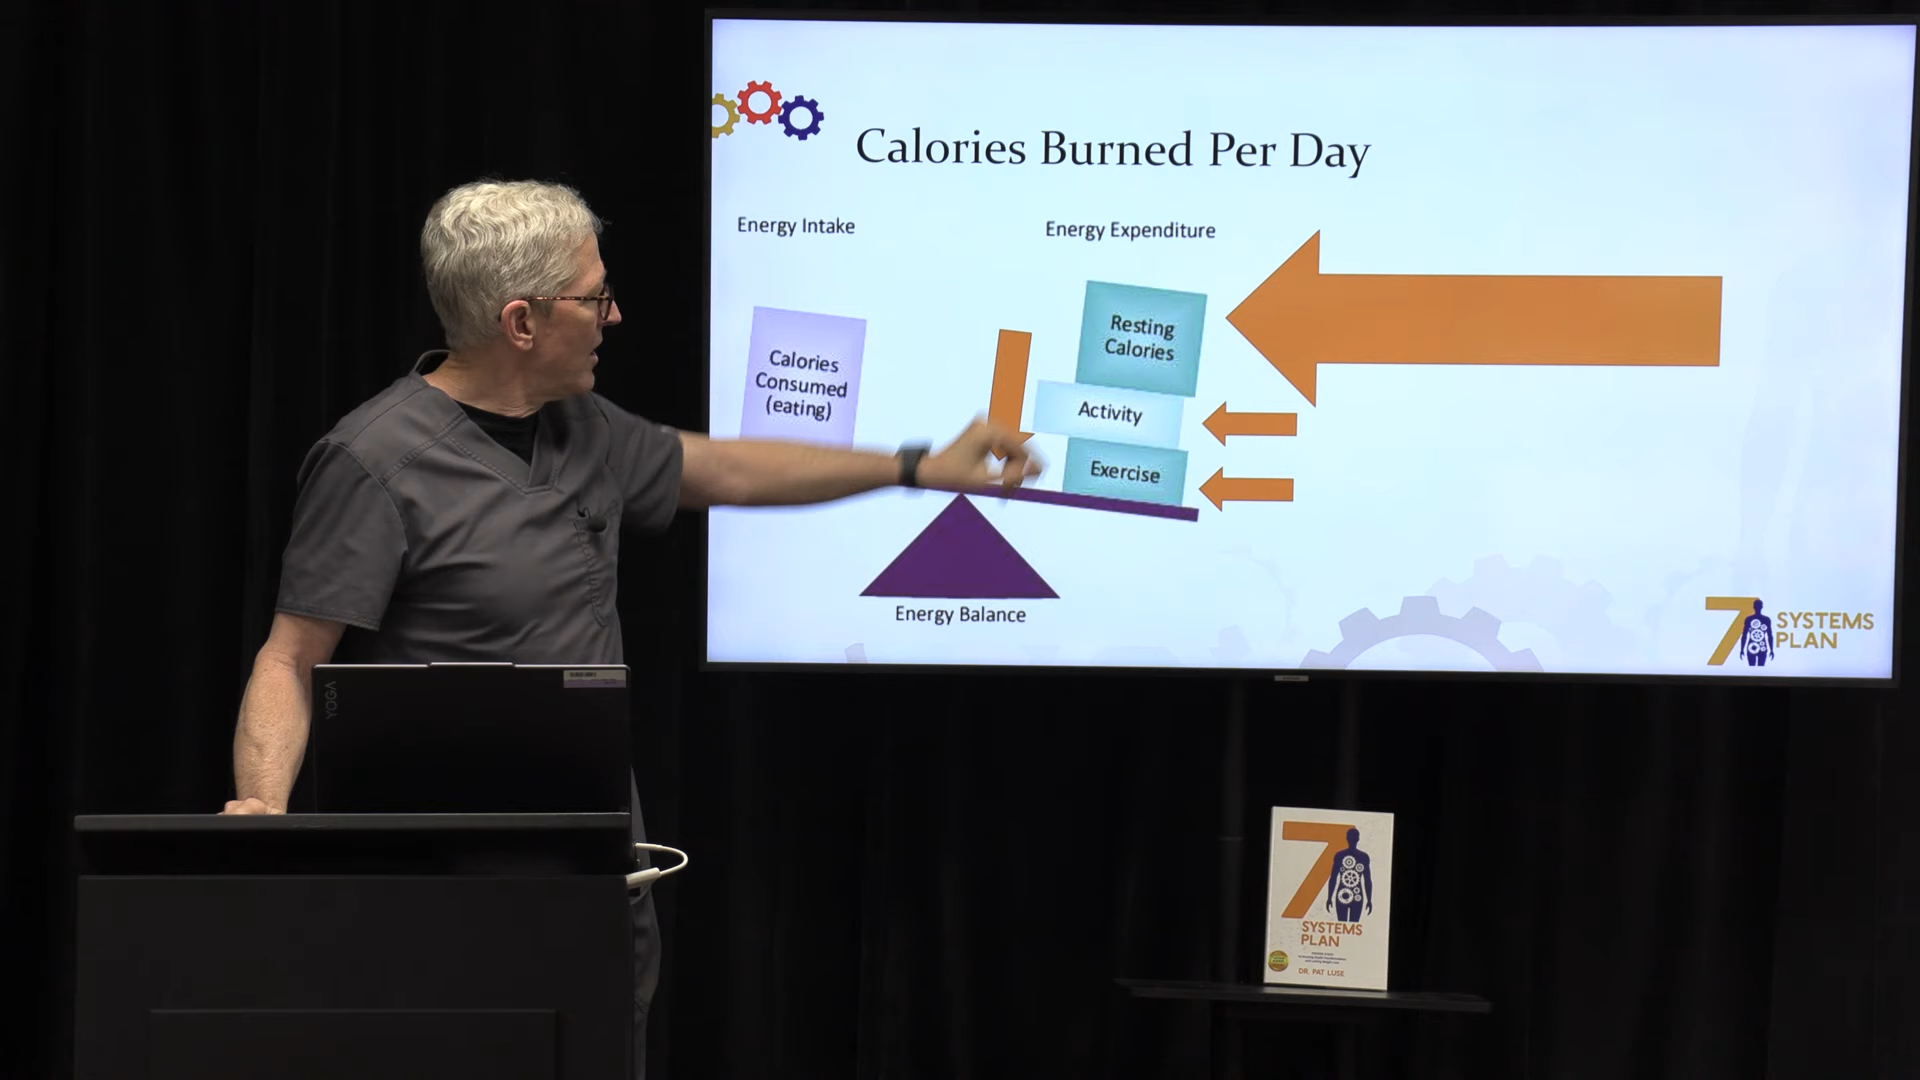 Calories Burned Per Day
Energy Intake
Energy Expenditure
Calories
Consumed
(eating)
Resting
Calories
Activity
Exercise
Energy Balance
7
SYSTEMS
PLAN
YOGA
7
SYSTEMS
PLAN
DR. PAT LUSE